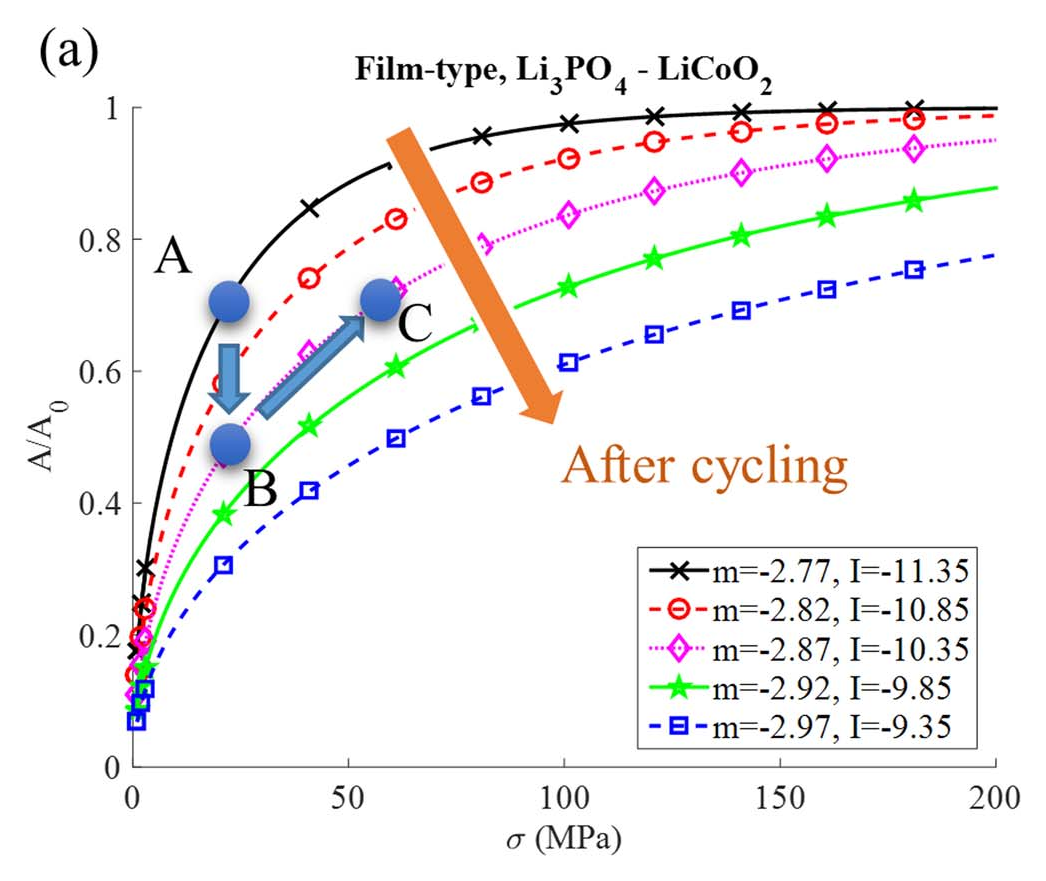 (a)
Film-type, Li3PO4 - LiCoO2
1
0.8
0.6
0.4
0.2
0
A/A0
A
B
C
After cycling
m=-2.77, I=-11.35
m=-2.82, I=-10.85
m=-2.87, I=-10.35
m=-2.92, I=-9.85
m=-2.97, I=-9.35
0 50 100 150 200
σ (MPa)